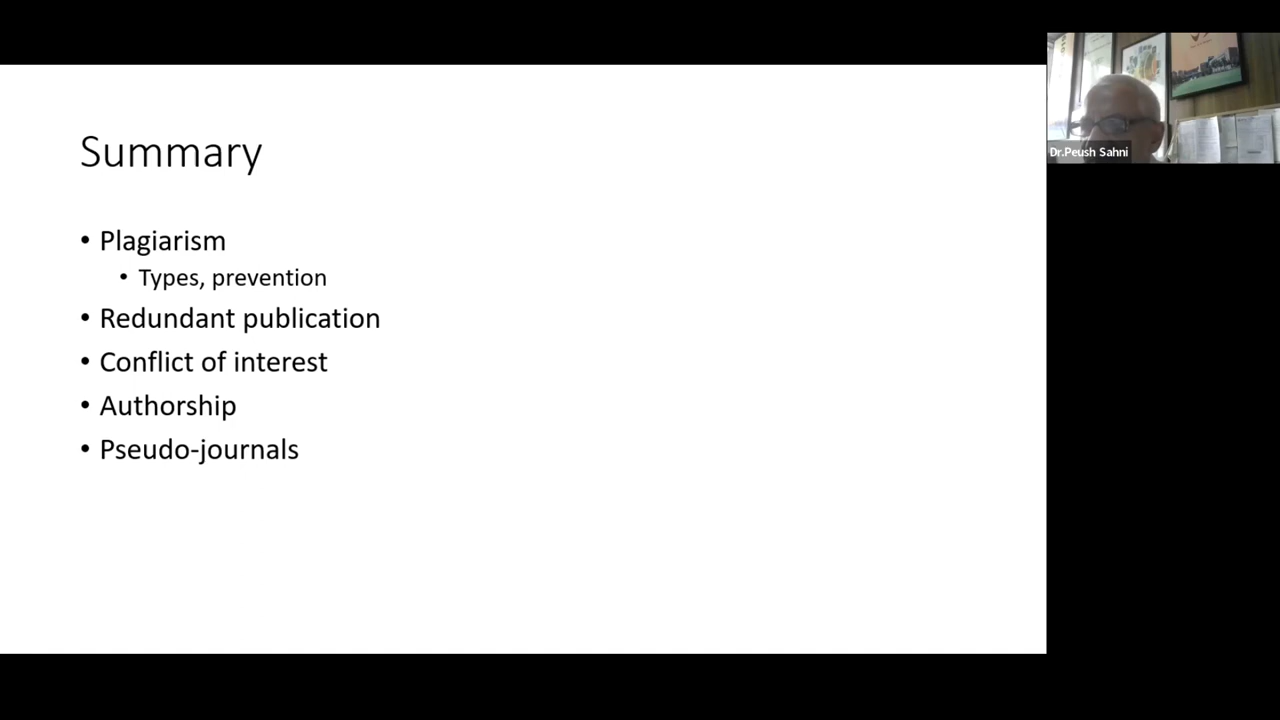 Summary
• Plagiarism
• Types, prevention
• Redundant publication
• Conflict of interest
• Authorship
• Pseudo-journals
Dr.Peush Sahni